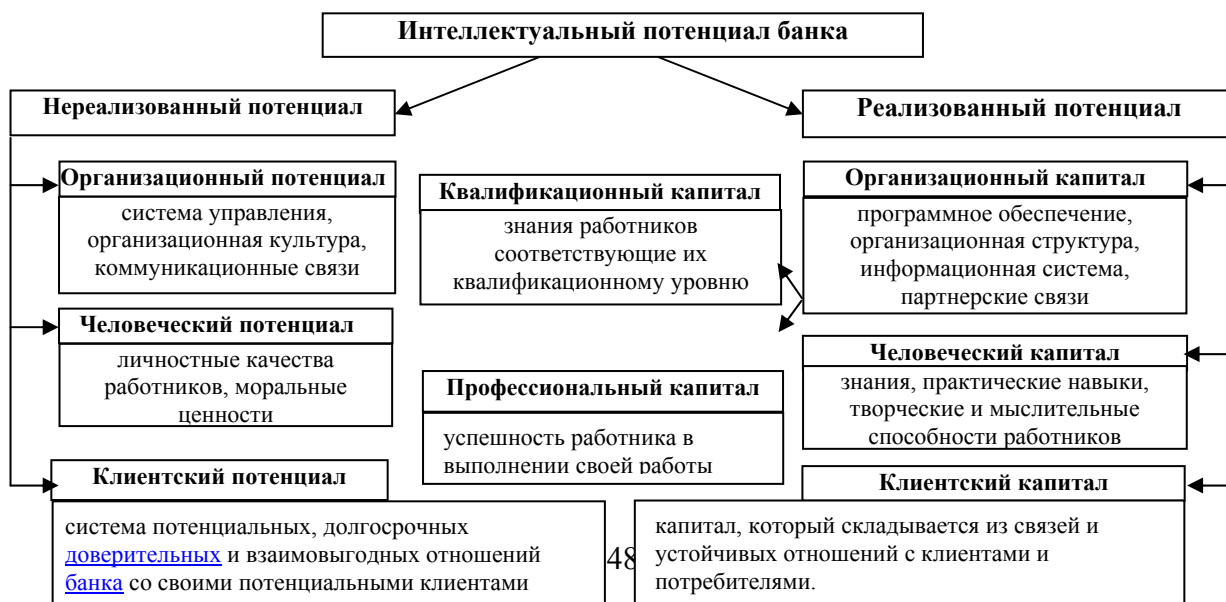 Интеллектуальный потенциал банка
Нереализованный потенциал
Реализованный потенциал
Организационный потенциал
система управления,
организационная культура,
коммуникационные связи
Квалификационный капитал
знания работников
соответствующие их
квалификационному уровню
Организационный капитал
программное обеспечение,
организационная структура,
информационная система,
партнерские связи
Человеческий потенциал
личностные качества
работников, моральные
ценности
Профессиональный капитал
успешность работника в
выполнении своей работы
Человеческий капитал
знания, практические навыки,
творческие и мыслительные
способности работников
Клиентский потенциал
система потенциальных, долгосрочных
доверительных и взаимовыгодных отношений
банка со своими потенциальными клиентами
48
Клиентский капитал
капитал, который складывается из связей и
устойчивых отношений с клиентами и
потребителями.